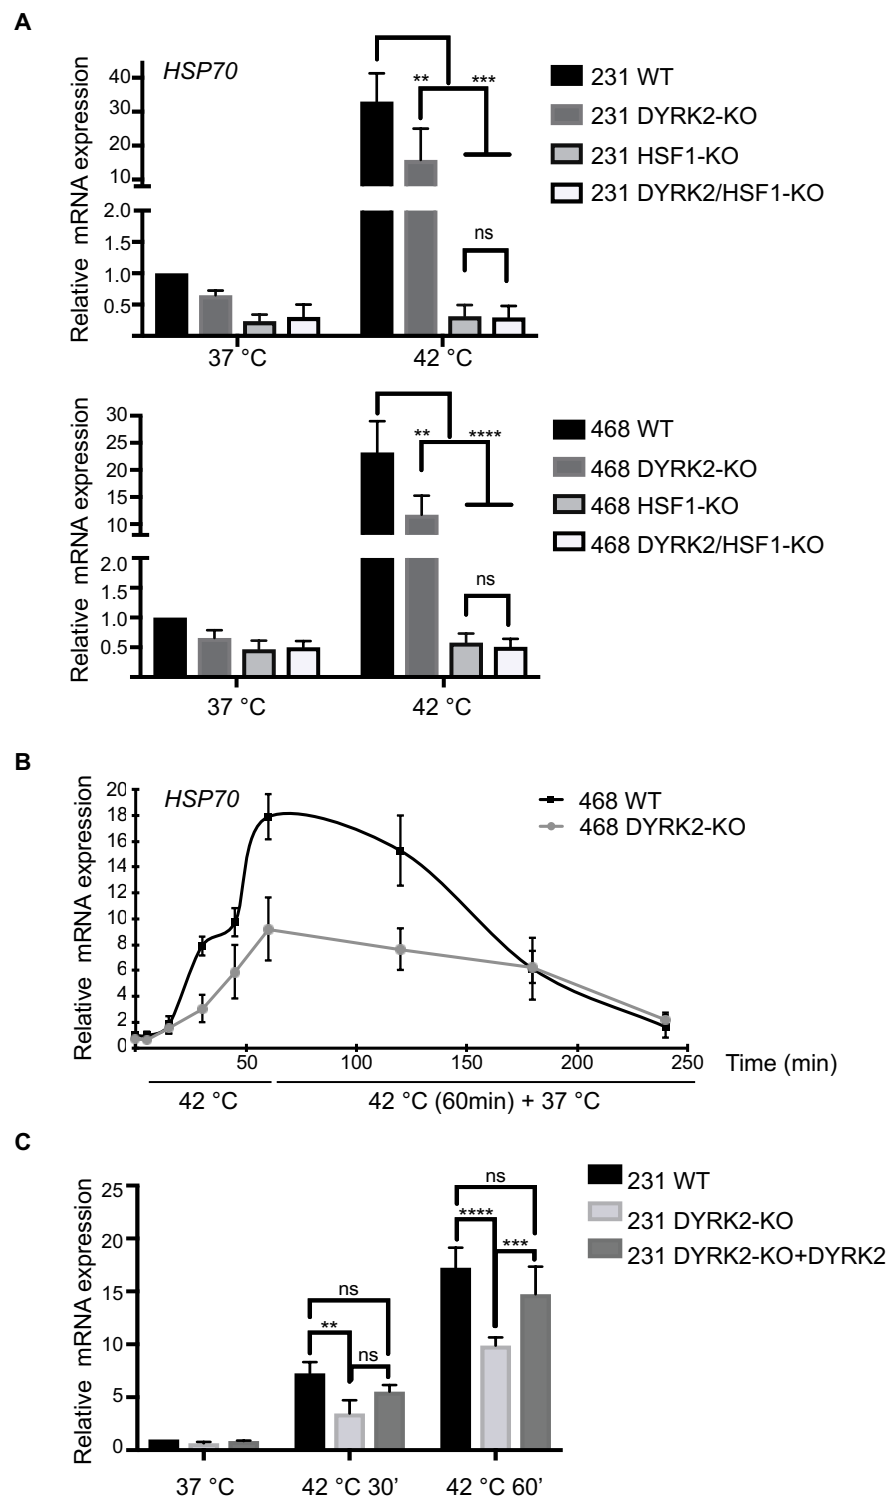 A
HSP70
Relative mRNA expression
40
30
20
10
2.0
1.5
1.0
0.5
** ***
ns
37 °C 42 °C
231 WT
231 DYRK2-KO
231 HSF1-KO
231 DYRK2/HSF1-KO
Relative mRNA expression
30
25
20
15
10
2.0
1.5
1.0
0.5
** ****
ns
37 °C 42 °C
468 WT
468 DYRK2-KO
468 HSF1-KO
468 DYRK2/HSF1-KO
B
HSP70
Relative mRNA expression
20
18
16
14
12
10
8
6
4
2
0
50 100 150 200 250 Time (min)
42 °C 42 °C (60min) + 37 °C
468 WT
468 DYRK2-KO
C
Relative mRNA expression
25
20
15
10
5
0
ns
**
ns
ns
****
***
37 °C 42 °C 30’ 42 °C 60’
231 WT
231 DYRK2-KO
231 DYRK2-KO+DYRK2